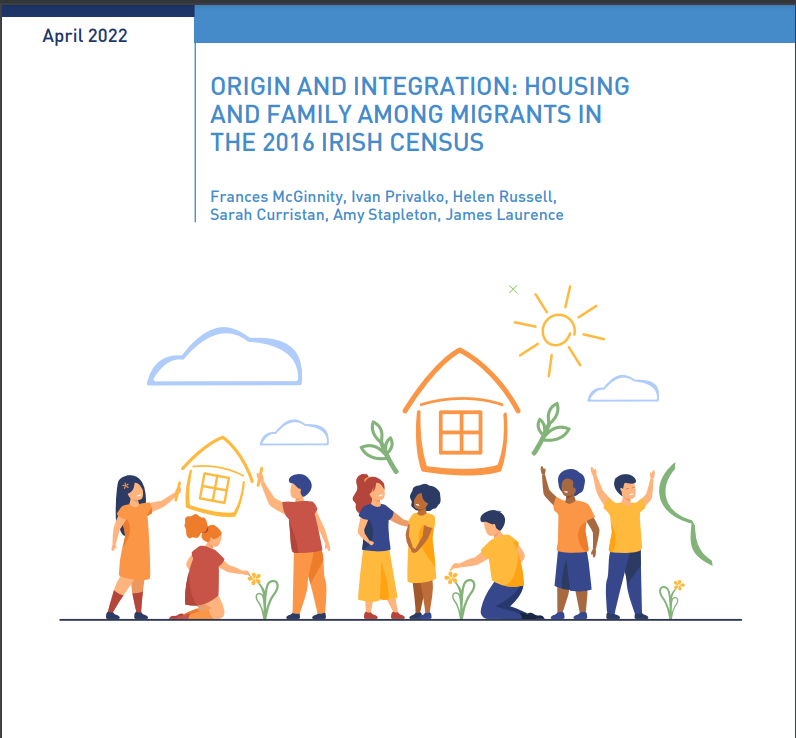 April 2022
ORIGIN AND INTEGRATION: HOUSING
AND FAMILY AMONG MIGRANTS IN
THE 2016 IRISH CENSUS
Frances McGinnity, Ivan Privalko, Helen Russell,
Sarah Curristan, Amy Stapleton, James Laurence